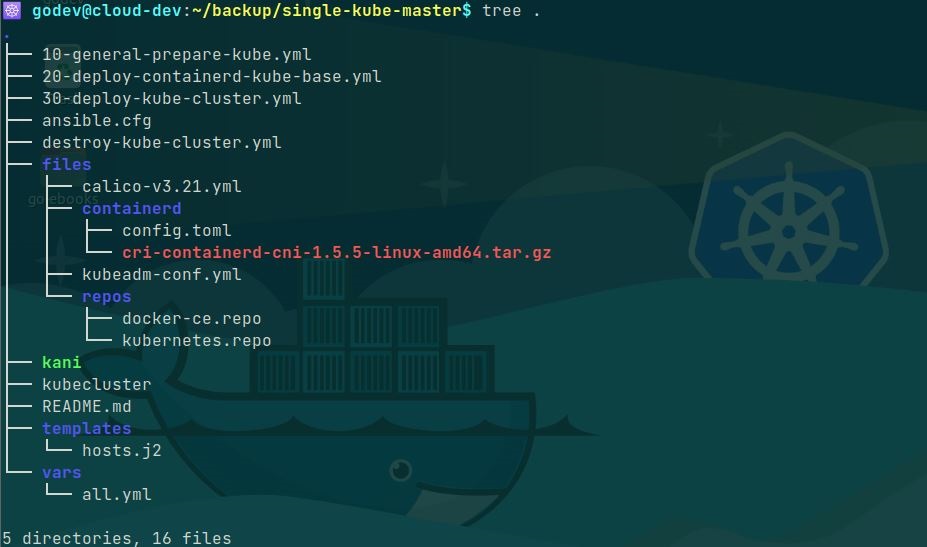 godev@cloud-dev:~/backup/single-kube-master$ tree .
.
├── 10-general-prepare-kube.yml
├── 20-deploy-containerd-kube-base.yml
├── 30-deploy-kube-cluster.yml
├── ansible.cfg
├── destroy-kube-cluster.yml
├── files
│   ├── calico-v3.21.yml
│   ├── containerd
│   │   ├── config.toml
│   │   └── cri-containerd-cni-1.5.5-linux-amd64.tar.gz
│   ├── kubeadm-conf.yml
│   └── repos
│       ├── docker-ce.repo
│       └── kubernetes.repo
├── kani
├── kubecluster
├── README.md
├── templates
│   └── hosts.j2
└── vars
    └── all.yml
5 directories, 16 files